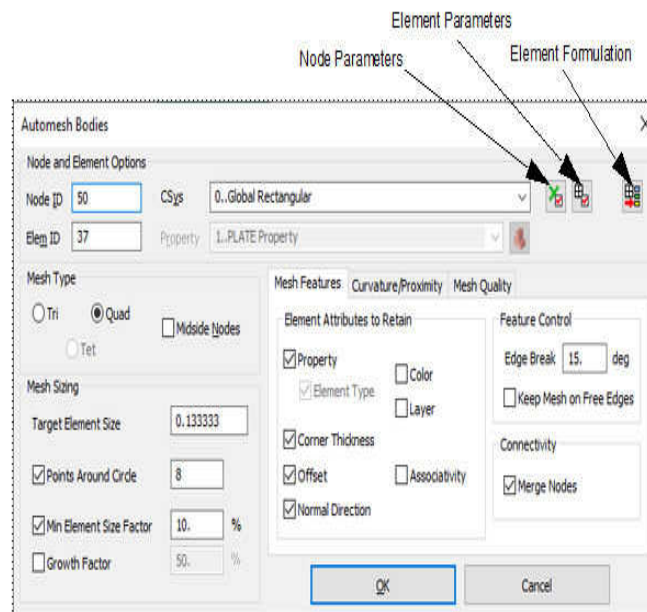 Element Parameters
Node Parameters
Element Formulation
Automesh Bodies
Node and Element Options
Node ID 50 CSys 0..Global Rectangular
Elem ID 37 Property 1..PLATE Property
Mesh Type
Tri Quad Midside Nodes
Tet
Mesh Sizing
Target Element Size 0.133333
Points Around Circle 8
Min Element Size Factor 10. %
Growth Factor 50. %
Mesh Features Curvature/Proximity Mesh Quality
Element Attributes to Retain
Property
Element Type
Color
Layer
Corner Thickness
Offset Associativity
Normal Direction
Feature Control
Edge Break 15. deg
Keep Mesh on Free Edges
Connectivity
Merge Nodes
OK Cancel